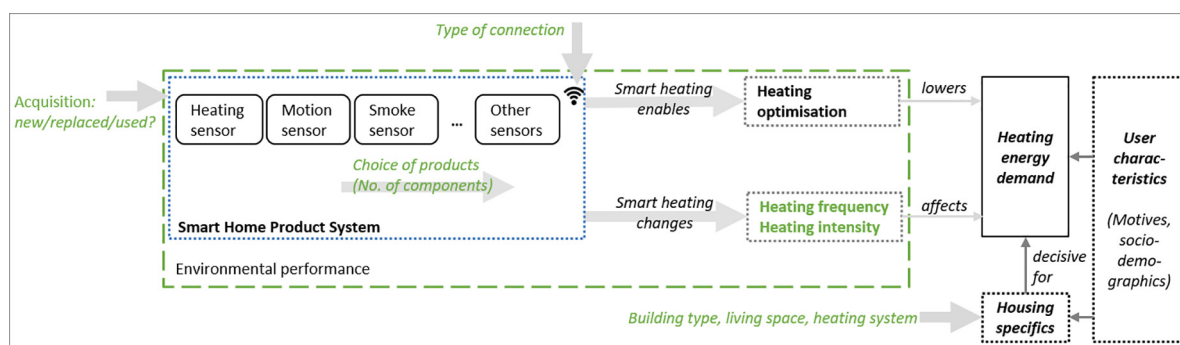 Type of connection
Acquisition:
new/replaced/used?
Heating
sensor
Motion
sensor
Smoke
sensor
...
Other
sensors
Choice of products
(No. of components)
Smart Home Product System
Environmental performance
Smart heating
enables
Heating
optimisation
lowers
Smart heating
changes
Heating frequency
Heating intensity
affects
Heating
energy
demand
User
charac-
teristics
(Motives,
socio-
demo-
graphics)
decisive
for
Building type, living space, heating system
Housing
specifics